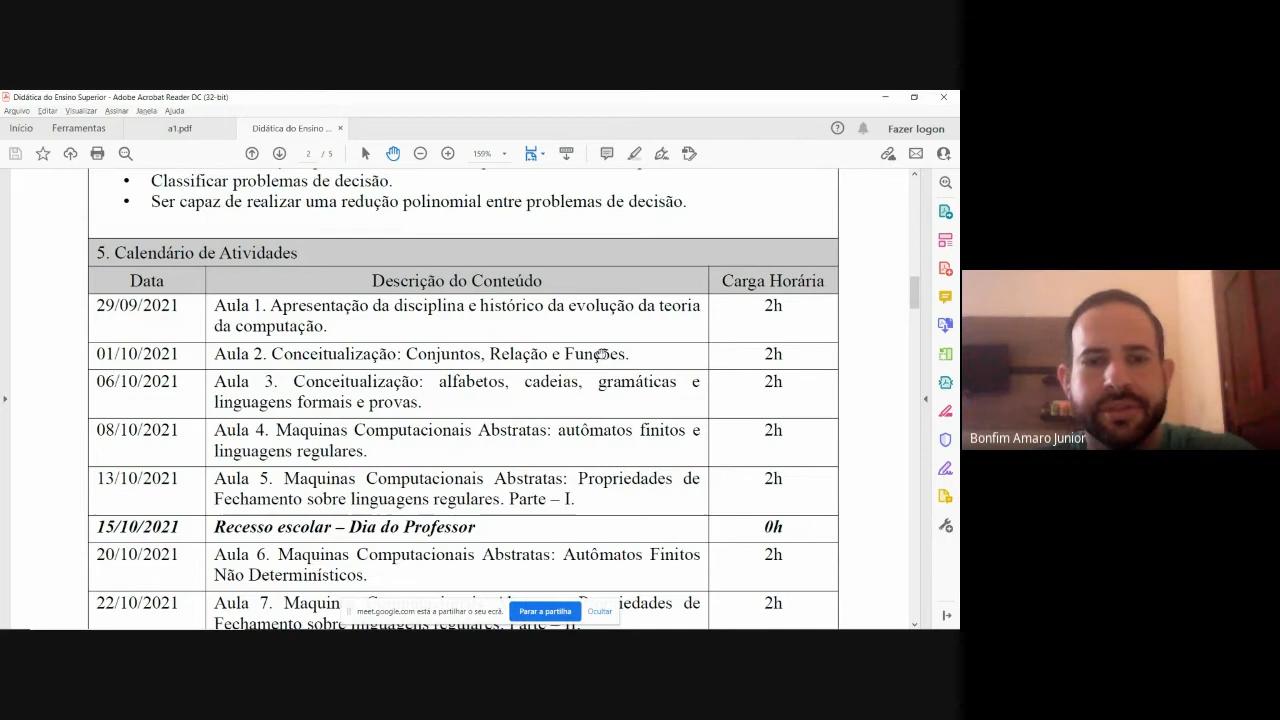 Didática do Ensino Superior - Adobe Acrobat Reader DC (32-bit)
Arquivo Editar Visualizar Assinar Janela Ajuda
Início Ferramentas a1.pdf Didática do Ensino ... × Fazer logon
2 / 5 159%
• Classificar problemas de decisão.
• Ser capaz de realizar uma redução polinomial entre problemas de decisão.
5. Calendário de Atividades
Data Descrição do Conteúdo Carga Horária
29/09/2021 Aula 1. Apresentação da disciplina e histórico da evolução da teoria 2h
da computação.
01/10/2021 Aula 2. Conceitualização: Conjuntos, Relação e Funções. 2h
06/10/2021 Aula 3. Conceitualização: alfabetos, cadeias, gramáticas e 2h
linguagens formais e provas.
08/10/2021 Aula 4. Maquinas Computacionais Abstratas: autômatos finitos e 2h
linguagens regulares.
13/10/2021 Aula 5. Maquinas Computacionais Abstratas: Propriedades de 2h
Fechamento sobre linguagens regulares. Parte – I.
15/10/2021 Recesso escolar – Dia do Professor 0h
20/10/2021 Aula 6. Maquinas Computacionais Abstratas: Autômatos Finitos 2h
Não Determinísticos.
22/10/2021 Aula 7. de 2h
Fechamento sobre linguagens regulares. Parte – II.
meet.google.com está a partilhar o seu ecrã. Parar a partilha Ocultar
Bonfim Amaro Junior